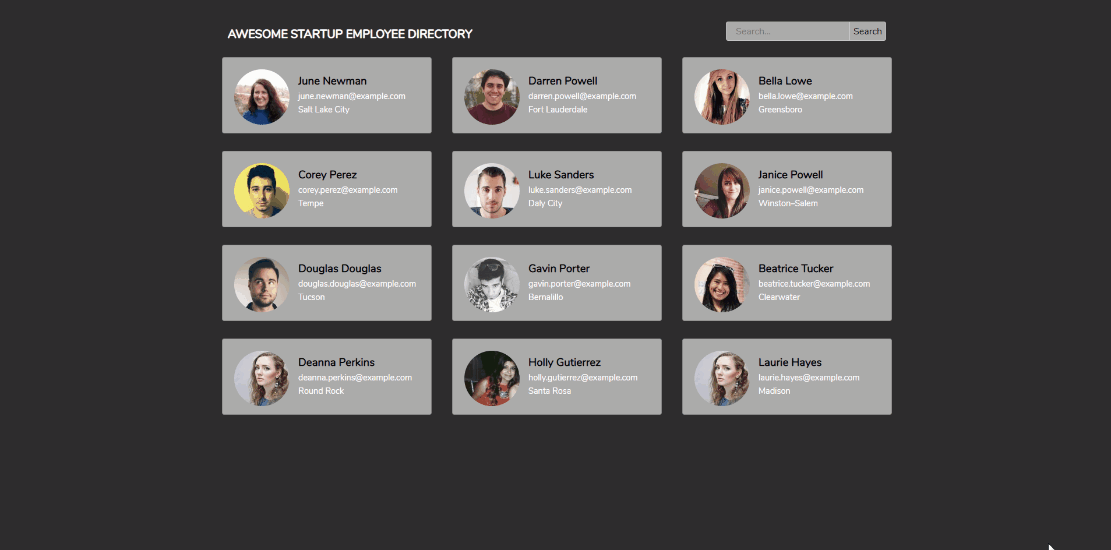 AWESOME STARTUP EMPLOYEE DIRECTORY
Search... Search
June Newman
june.newman@example.com
Salt Lake City
Darren Powell
darren.powell@example.com
Fort Lauderdale
Bella Lowe
bella.lowe@example.com
Greensboro
Corey Perez
corey.perez@example.com
Tempe
Luke Sanders
luke.sanders@example.com
Daly City
Janice Powell
janice.powell@example.com
Winston–Salem
Douglas Douglas
douglas.douglas@example.com
Tucson
Gavin Porter
gavin.porter@example.com
Bernalillo
Beatrice Tucker
beatrice.tucker@example.com
Clearwater
Deanna Perkins
deanna.perkins@example.com
Round Rock
Holly Gutierrez
holly.gutierrez@example.com
Santa Rosa
Laurie Hayes
laurie.hayes@example.com
Madison